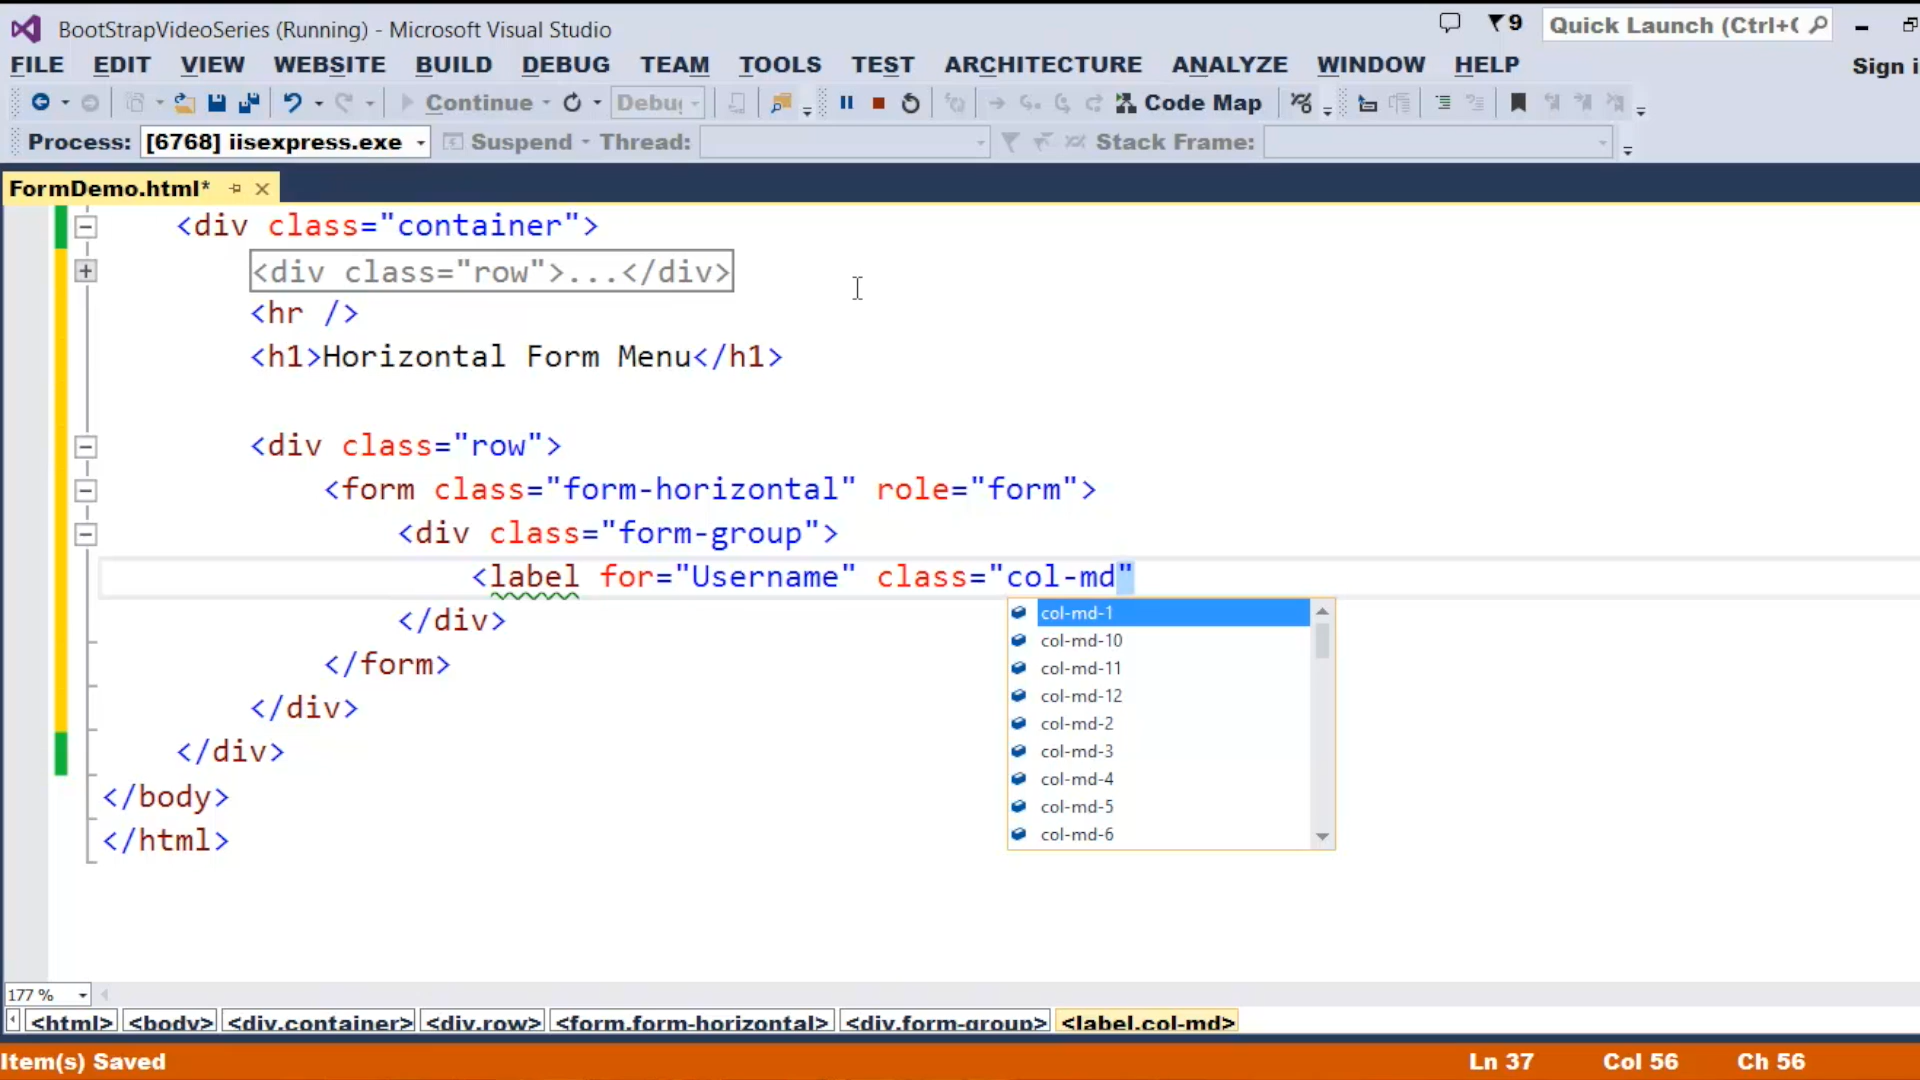 BootStrapVideoSeries (Running) - Microsoft Visual Studio
9
Quick Launch (Ctrl+
FILE EDIT VIEW WEBSITE BUILD DEBUG TEAM TOOLS TEST ARCHITECTURE ANALYZE WINDOW HELP
Sign i
Continue
Debu
Code Map
Process: [6768] iisexpress.exe
Suspend
Thread:
Stack Frame:
FormDemo.html*
<div class="container">
<div class="row">...</div>
<hr />
<h1>Horizontal Form Menu</h1>
<div class="row">
<form class="form-horizontal" role="form">
<div class="form-group">
<label for="Username" class="col-md"
</div>
</form>
</div>
</div>
</body>
</html>
col-md-1
col-md-10
col-md-11
col-md-12
col-md-2
col-md-3
col-md-4
col-md-5
col-md-6
177 %
<html> <body> <div.container> <div.row> <form.form-horizontal> <div.form-group> <label.col-md>
Item(s) Saved
Ln 37
Col 56
Ch 56